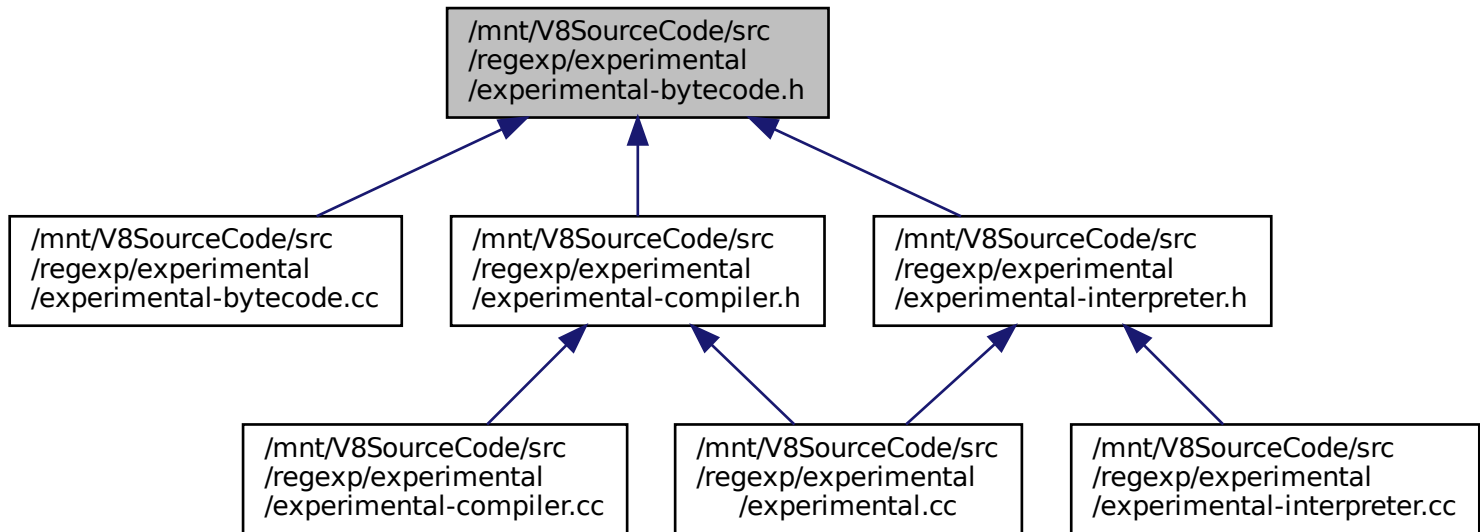 /mnt/V8SourceCode/src
/regexp/experimental
/experimental-bytecode.h
/mnt/V8SourceCode/src
/regexp/experimental
/experimental-bytecode.cc
/mnt/V8SourceCode/src
/regexp/experimental
/experimental-compiler.h
/mnt/V8SourceCode/src
/regexp/experimental
/experimental-interpreter.h
/mnt/V8SourceCode/src
/regexp/experimental
/experimental-compiler.cc
/mnt/V8SourceCode/src
/regexp/experimental
/experimental.cc
/mnt/V8SourceCode/src
/regexp/experimental
/experimental-interpreter.cc